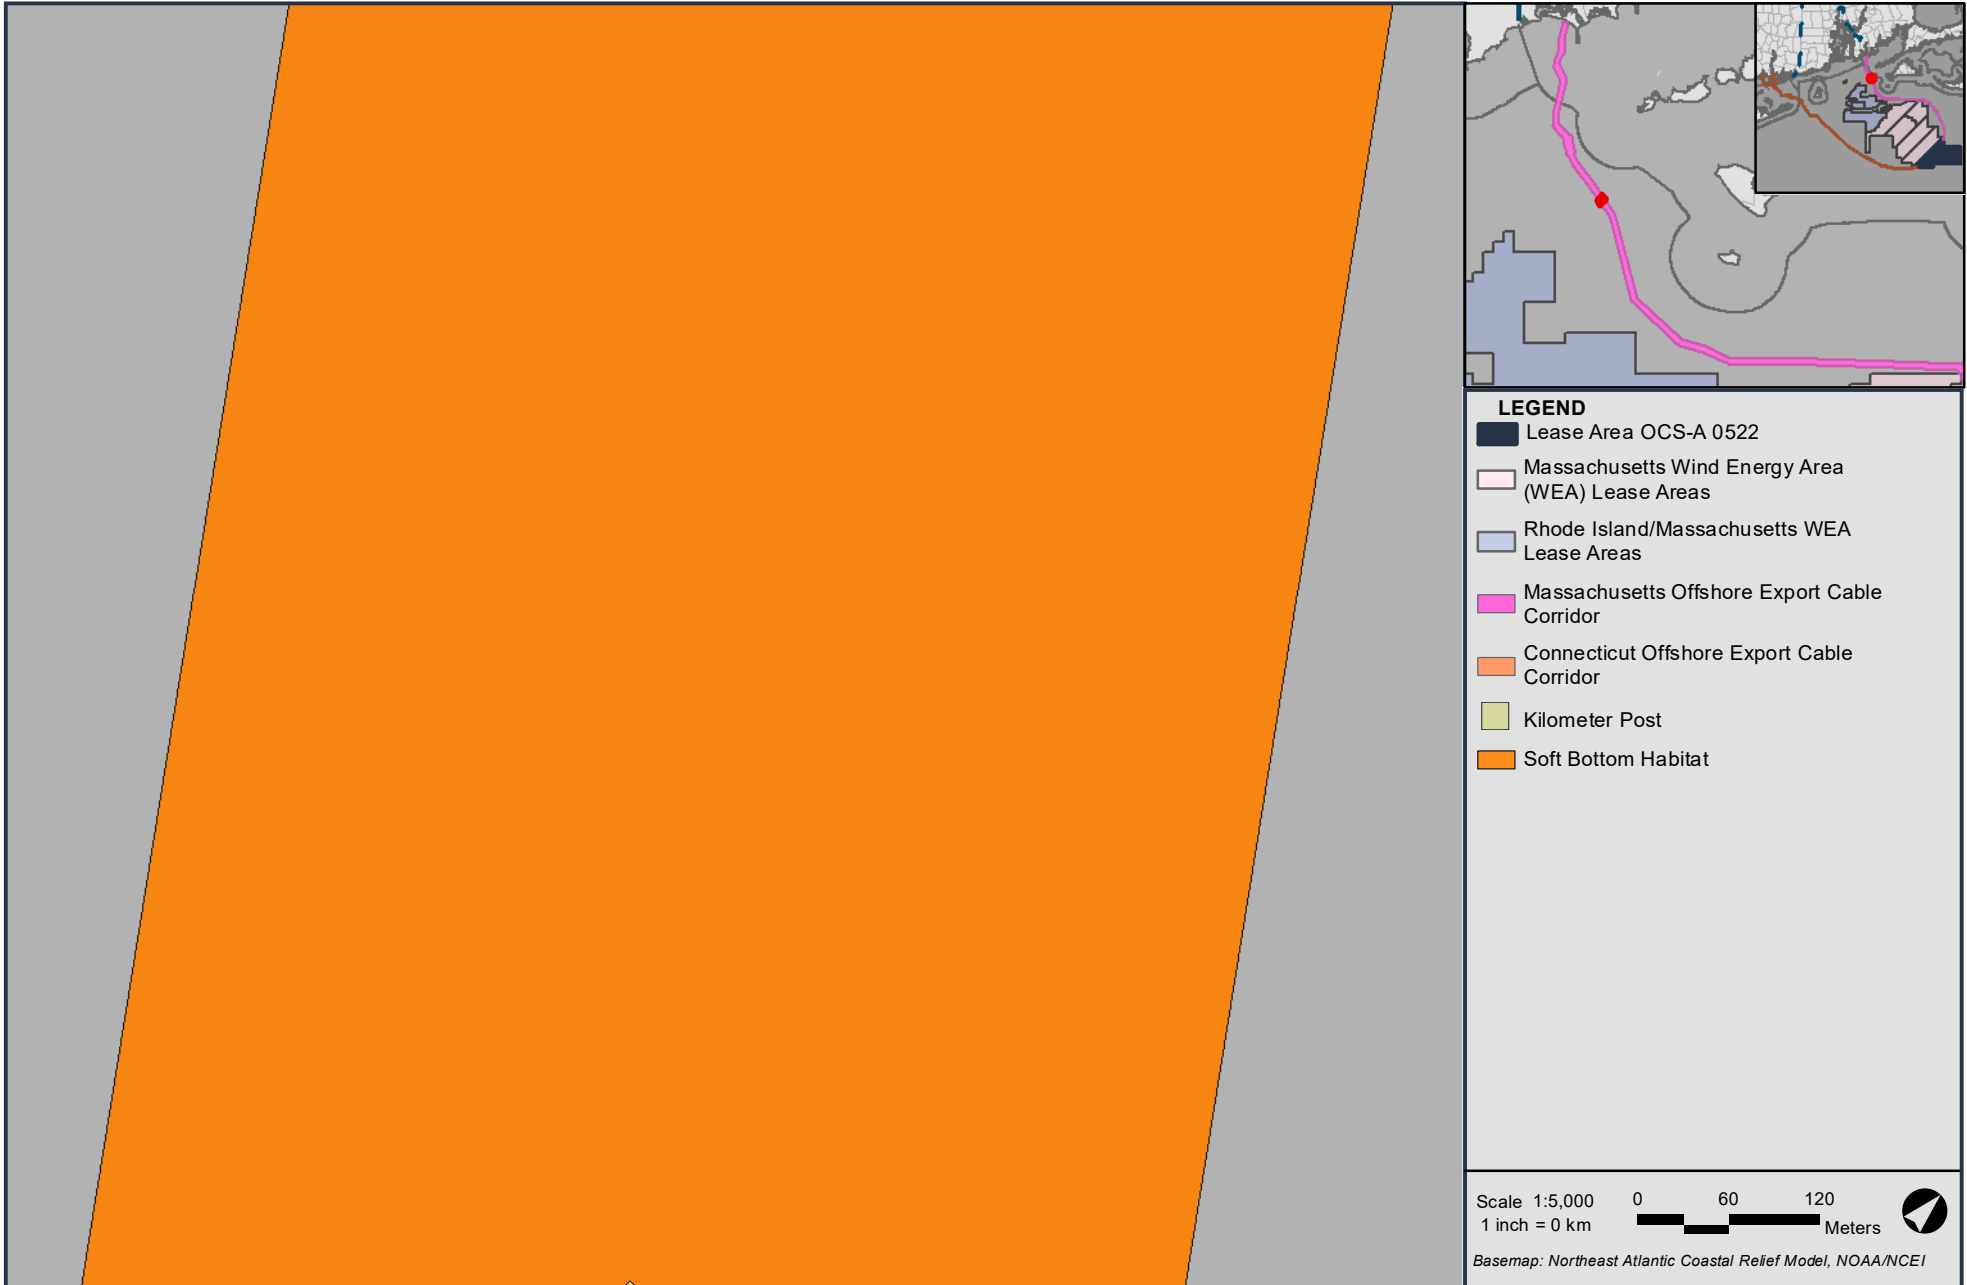 LEGEND
Lease Area OCS-A 0522
Massachusetts Wind Energy Area
(WEA) Lease Areas
Rhode Island/Massachusetts WEA
Lease Areas
Massachusetts Offshore Export Cable
Corridor
Connecticut Offshore Export Cable
Corridor
Kilometer Post
Soft Bottom Habitat
Scale 1:5,000
1 inch = 0 km
0 60 120
Meters
Basemap: Northeast Atlantic Coastal Relief Model, NOAA/NCEI